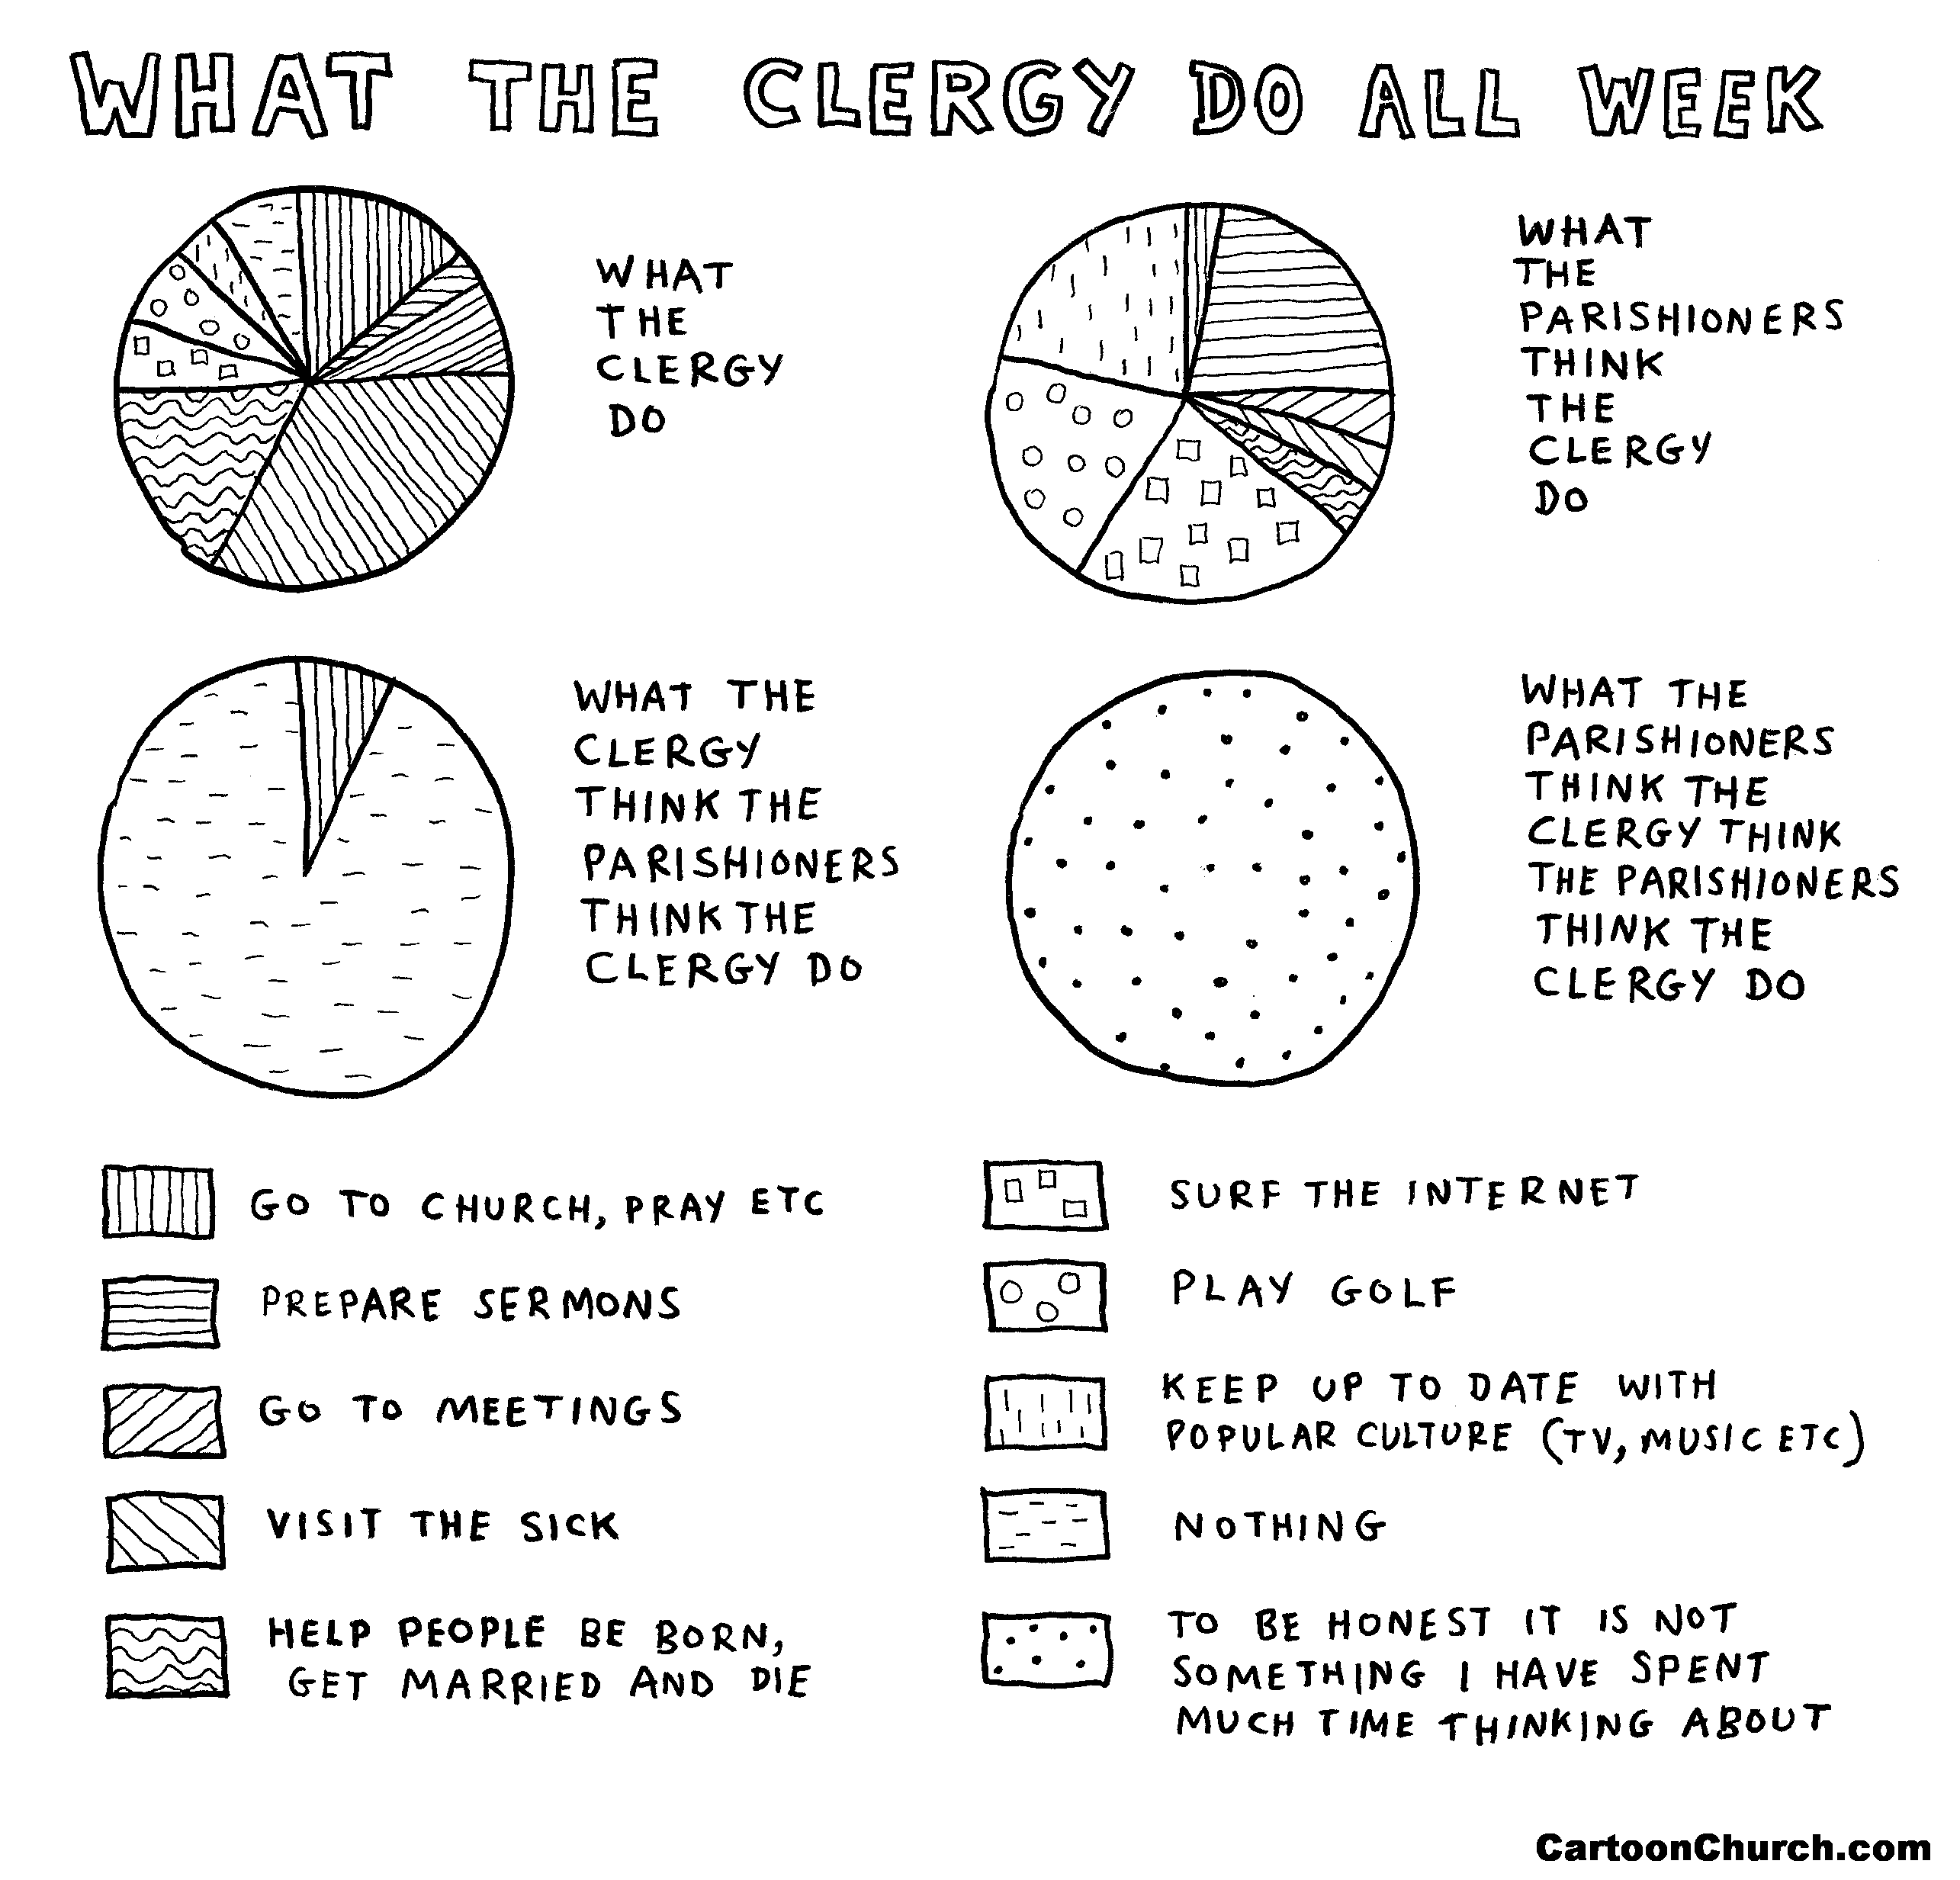 WHAT THE CLERGY DO ALL WEEK
WHAT
THE
CLERGY
DO
WHAT
THE
PARISHIONERS
THINK
THE
CLERGY
DO
WHAT THE
CLERGY
THINK THE
PARISHIONERS
THINK THE
CLERGY DO
WHAT THE
PARISHIONERS
THINK THE
CLERGY THINK
THE PARISHIONERS
THINK THE
CLERGY DO
GO TO CHURCH, PRAY ETC
PREPARE SERMONS
GO TO MEETINGS
VISIT THE SICK
HELP PEOPLE BE BORN,
GET MARRIED AND DIE
SURF THE INTERNET
PLAY GOLF
KEEP UP TO DATE WITH
POPULAR CULTURE (TV, MUSIC ETC)
NOTHING
TO BE HONEST IT IS NOT
SOMETHING I HAVE SPENT
MUCH TIME THINKING ABOUT
CartoonChurch.com